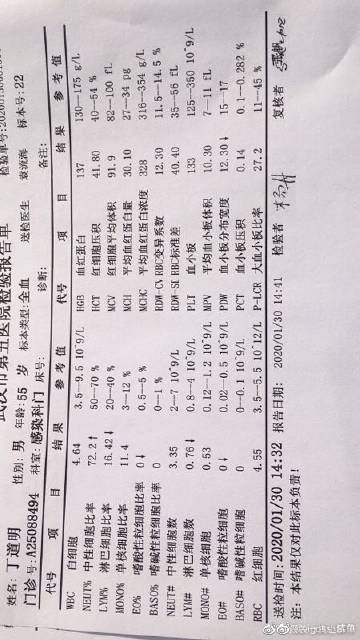 武汉市第五医院检验报告单
检验单号:20200130G0
姓名: 丁道明 性别: 男 年龄:55 岁 标本类型:全血 送检医生 袁流海 标本号: 22
门诊号: A25088494 科室: 感染科门 床号: 诊断: 备注:
代号 项 目 结 果 参 考 值 代号 项 目 结 果 参 考 值
WBC 白细胞 4.64 3.5-9.5 10^9/L HGB 血红蛋白 137 130-175 g/L
NEUT% 中性细胞比率 72.2↑ 50-70 % HCT 红细胞压积 41.80 40-54 %
LYM% 淋巴细胞比率 16.42↓ 20-40 % MCV 红细胞平均体积 91.9 82-100 fL
MONO% 单核细胞比率 11.4 3-12 % MCH 平均血红蛋白量 30.10 27-34 pg
EO% 嗜酸性粒细胞比率 0↓ 0.5-5 % MCHC 平均血红蛋白浓度 328 316-354 g/L
BASO% 嗜碱性粒细胞比率 0 0-1 % RDW-CV RBC变异系数 12.30 11.5-14.5 %
NEUT# 中性细胞数 3.35 2-7 10^9/L RDW-SD RBC标准差 40.40 35-56 fL
LYM# 淋巴细胞数 0.76↓ 0.8-4 10^9/L PLT 血小板 133 125-350 10^9/L
MONO# 单核细胞 0.53 0.12-1.2 10^9/L MPV 平均血小板体积 10.30 7-11 fL
EO# 嗜酸性粒细胞 0↓ 0.02-0.5 10^9/L PDW 血小板分布宽度 12.30↓ 15-17
BASO# 嗜碱性粒细胞 0 0-0.1 10^9/L PCT 血小板压积 0.14 0.1-0.282 %
RBC 红细胞 4.55 3.5-5.5 10^12/L P-LCR 大血小板比率 27.2 11-45 %
送检时间:2020/01/30 14:32 报告日期: 2020/01/30 14:41 检验者 复核者
注: 本结果仅对此标本负责!